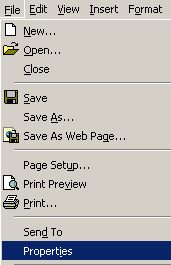 File Edit View Insert Format
New...
Open...
Close
Save
Save As...
Save As Web Page...
Page Setup...
Print Preview
Print...
Send To
Properties